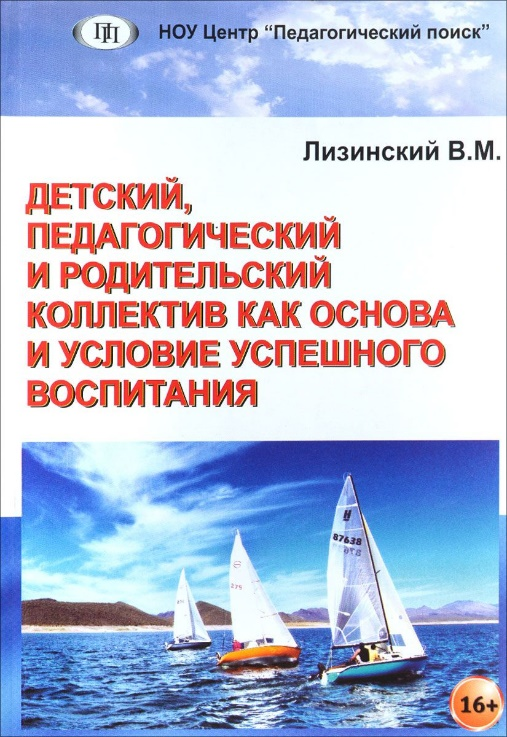 ПП
НОУ Центр "Педагогический поиск"
Лизинский В.М.
ДЕТСКИЙ,
ПЕДАГОГИЧЕСКИЙ
И РОДИТЕЛЬСКИЙ
КОЛЛЕКТИВ КАК ОСНОВА
И УСЛОВИЕ УСПЕШНОГО
ВОСПИТАНИЯ
H
87638
16+